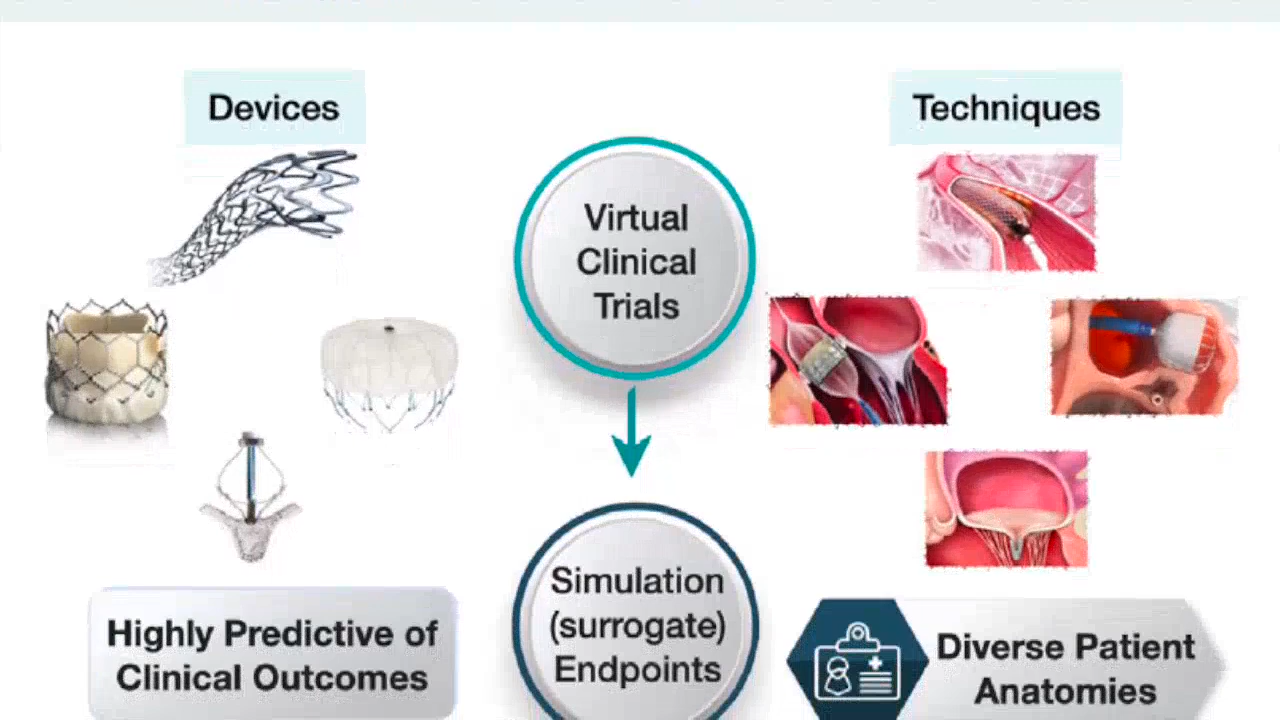 Devices
Techniques
Virtual
Clinical
Trials
Simulation
(surrogate)
Endpoints
Highly Predictive of
Clinical Outcomes
Diverse Patient
Anatomies